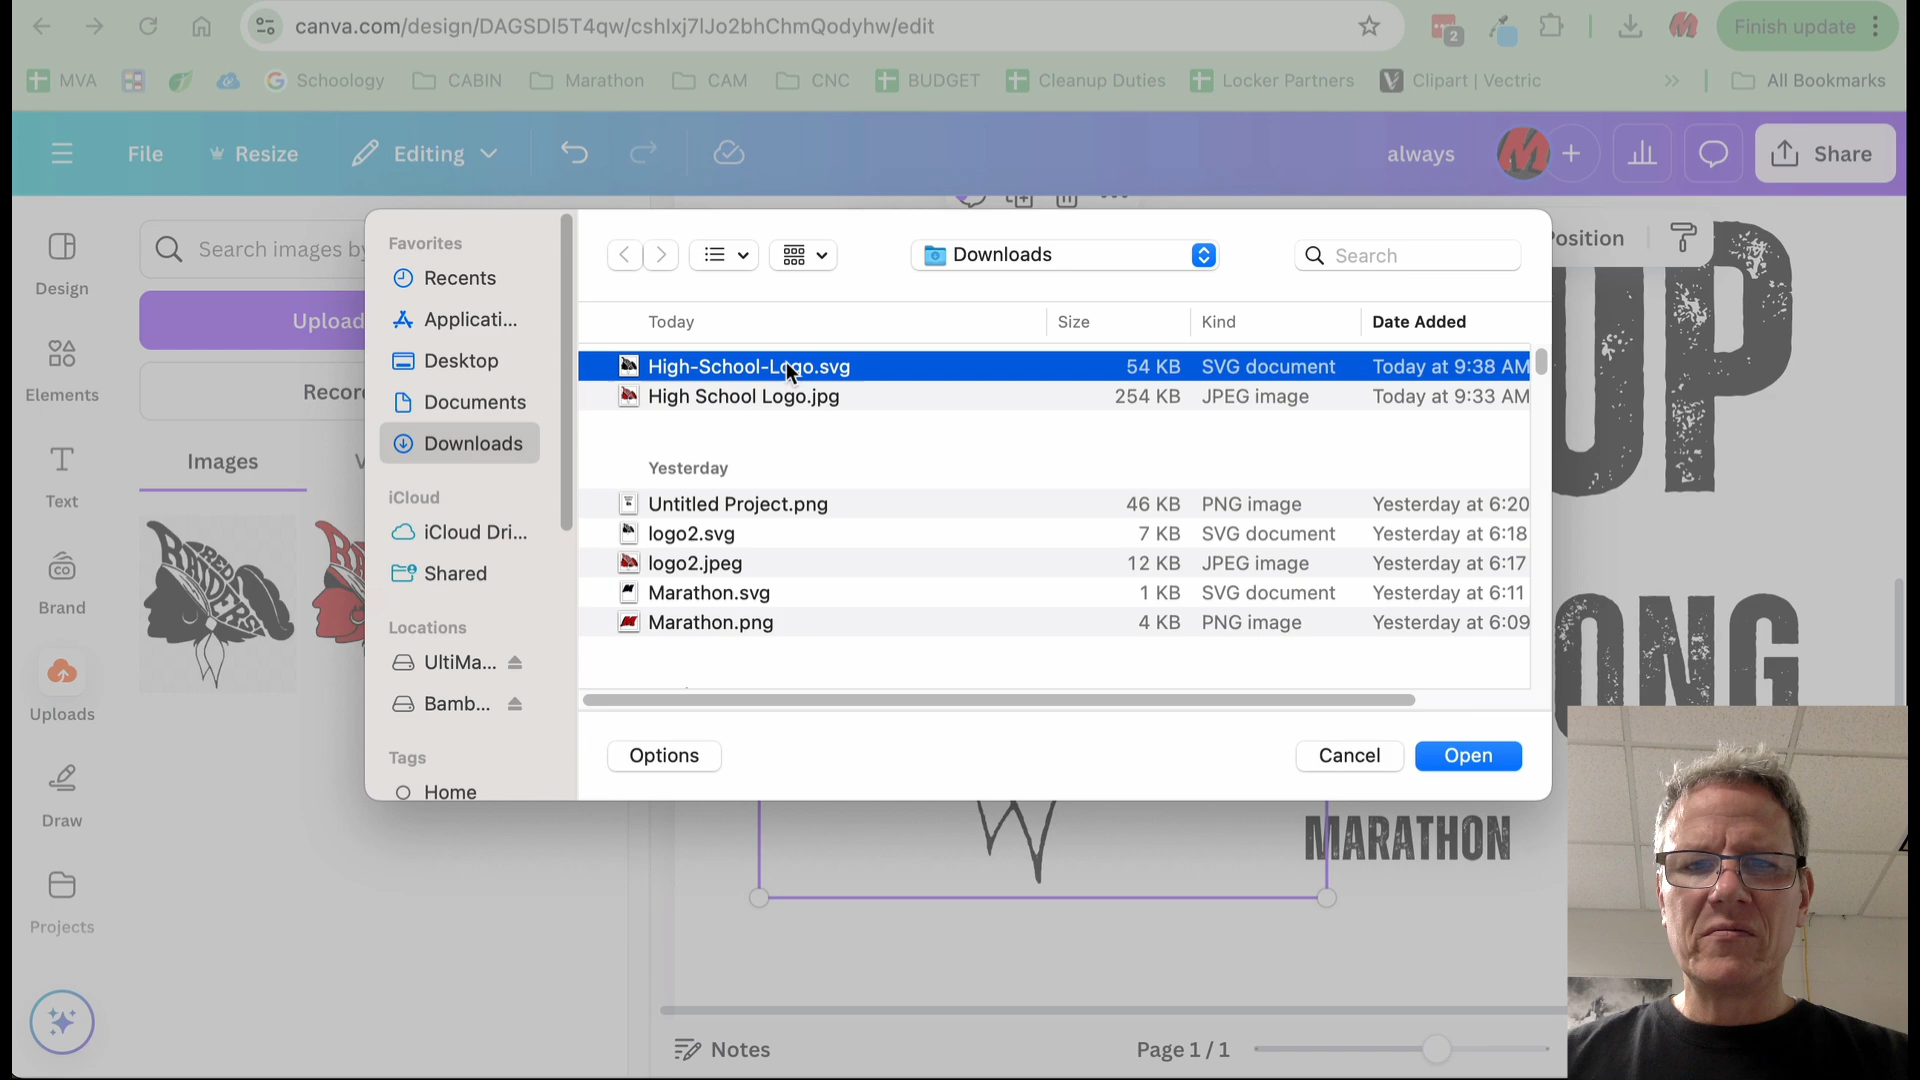 canva.com/design/DAGSDl5T4qw/cshlxj7lJo2bhChmQodyhw/edit
2
Finish update
MVA
Schoology
CABIN
Marathon
CAM
CNC
BUDGET
Cleanup Duties
Locker Partners
Clipart | Vectric
All Bookmarks
File
Resize
Editing
always
Share
Design
Elements
Text
Brand
Uploads
Draw
Projects
Search images by
Upload
Record
Images
V
RED
RAIDERS
Favorites
Recents
Applicati...
Desktop
Documents
Downloads
iCloud
iCloud Dri...
Shared
Locations
UltiMa...
Bamb...
Tags
Home
Downloads
Search
Today
Size
Kind
Date Added
High-School-Logo.svg
54 KB
SVG document
Today at 9:38 AM
High School Logo.jpg
254 KB
JPEG image
Today at 9:33 AM
Yesterday
Untitled Project.png
46 KB
PNG image
Yesterday at 6:20
logo2.svg
7 KB
SVG document
Yesterday at 6:18
logo2.jpeg
12 KB
JPEG image
Yesterday at 6:17
Marathon.svg
1 KB
SVG document
Yesterday at 6:11
Marathon.png
4 KB
PNG image
Yesterday at 6:09
Options
Cancel
Open
Position
UP
ONG
MARATHON
Notes
Page 1 / 1